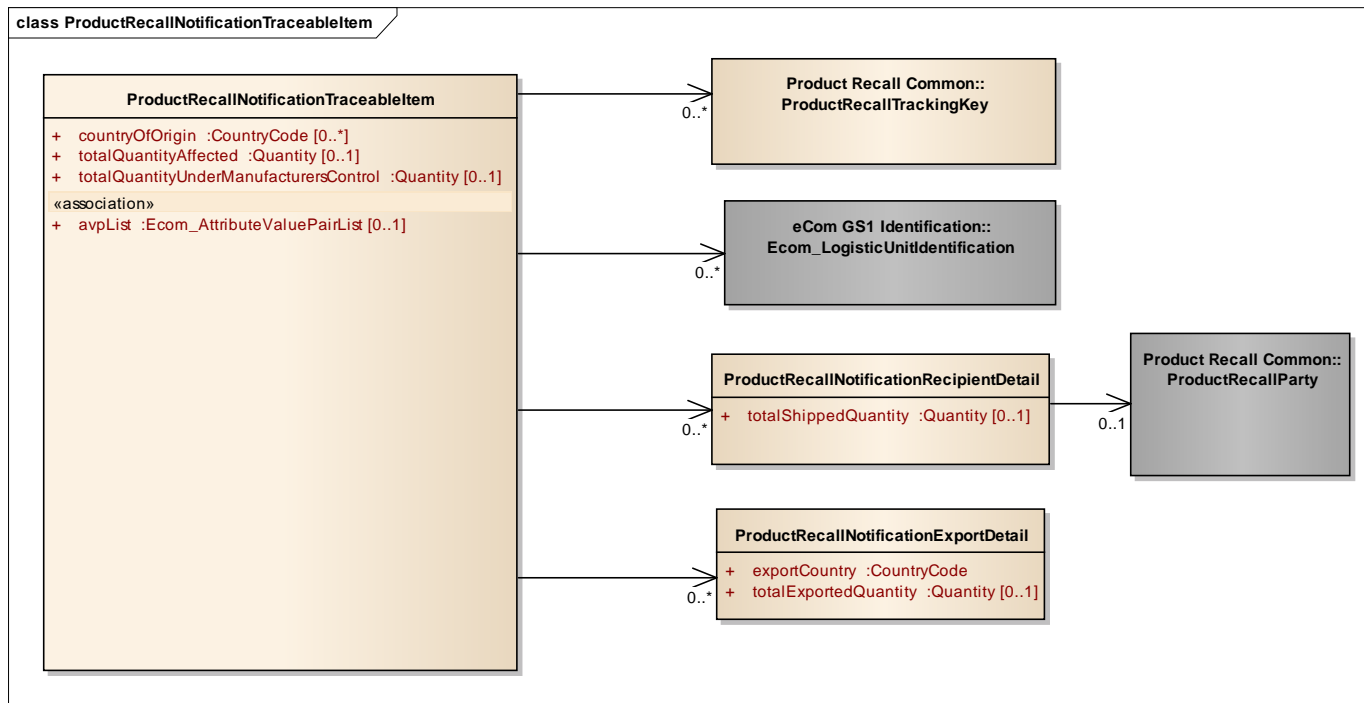 class ProductRecallNotificationTraceableItem
ProductRecallNotificationTraceableItem
+ countryOfOrigin :CountryCode [0..*]
+ totalQuantityAffected :Quantity [0..1]
+ totalQuantityUnderManufacturersControl :Quantity [0..1]
«association»
+ avpList :Ecom_AttributeValuePairList [0..1]
0..*
Product Recall Common::
ProductRecallTrackingKey
0..*
eCom GS1 Identification::
Ecom_LogisticUnitIdentification
0..*
ProductRecallNotificationRecipientDetail
+ totalShippedQuantity :Quantity [0..1]
0..1
Product Recall Common::
ProductRecallParty
0..*
ProductRecallNotificationExportDetail
+ exportCountry :CountryCode
+ totalExportedQuantity :Quantity [0..1]